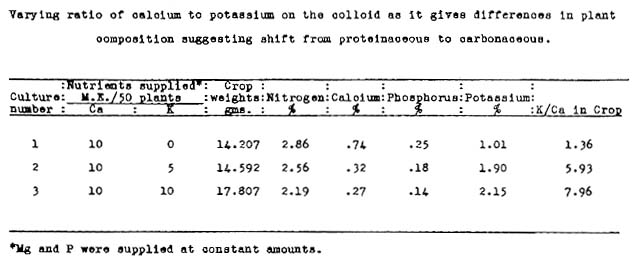 Varying ratio of calcium to potassium on the colloid as it gives differences in plant
composition suggesting shift from proteinaceous to carbonaceous.
:Nutrients supplied*: Crop : : : : :
Culture: M.E./50 plants :weights:Nitrogen:Calcium:Phosphorus:Potassium:K/Ca in Crop
number : Ca : K : gms. : % : % : % : % :
1 10 0 14.207 2.86 .74 .25 1.01 1.36
2 10 5 14.592 2.56 .32 .18 1.90 5.93
3 10 10 17.807 2.19 .27 .14 2.15 7.96
*Mg and P were supplied at constant amounts.